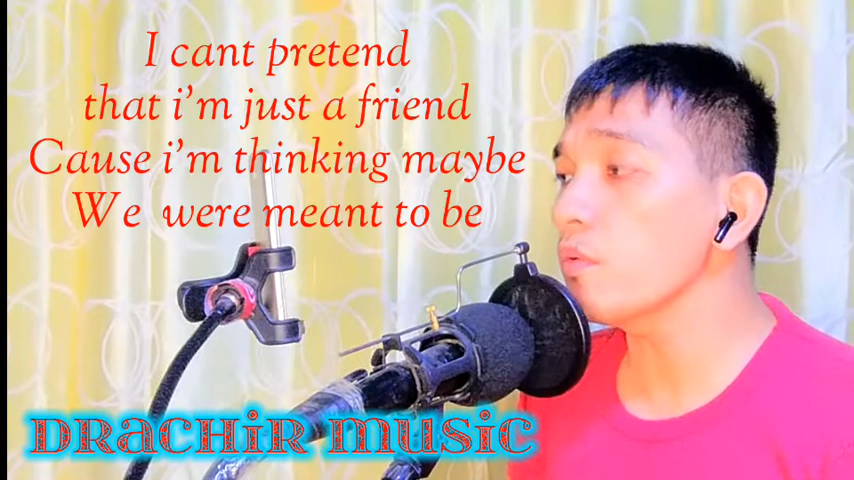 I cant pretend
that i'm just a friend
Cause i'm thinking maybe
We were meant to be
DRACHiR MUSiC